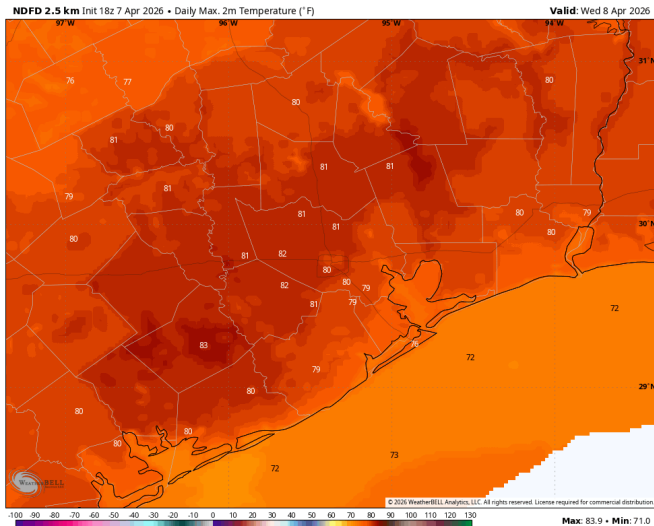 NDFD 2.5 km Init 18z 7 Apr 2026 • Daily Max. 2m Temperature (°F)
Valid: Wed 8 Apr 2026
97°W 96°W 95°W 94°W
31°N
76 77 80
80
80
81 80
81 81
81
79
81 80 79
30°N
80 81 80
81 82
80
82 80 79
81 79
72
83 76
72
79
29°N
80
80
80
80
73
72
WeatherBELL
© 2026 WeatherBELL Analytics, LLC. All rights reserved. License required for commercial distribution.
-100 -90 -80 -70 -60 -50 -40 -30 -20 -10 0 10 20 30 40 50 60 70 80 90 100 110 120 130
Max: 83.9 • Min: 71.0